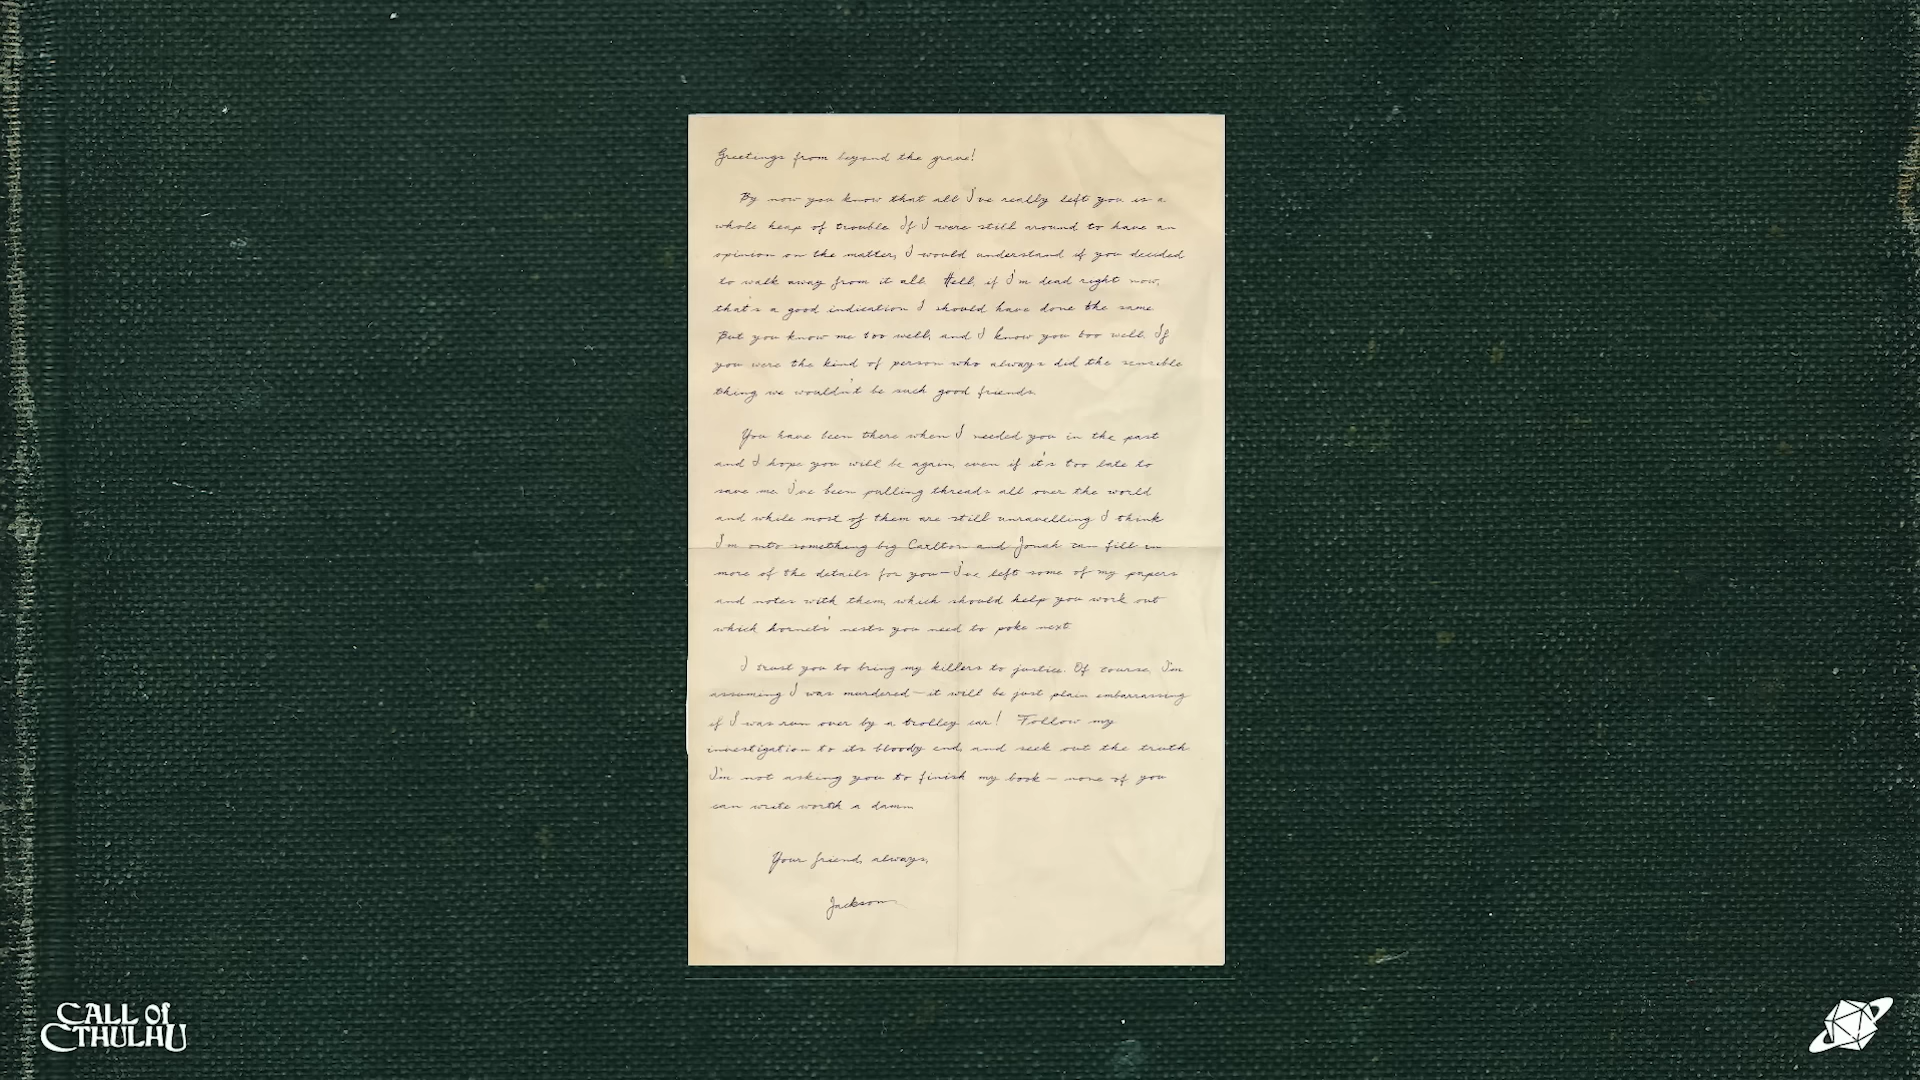 Greetings from beyond the grave!
By now you know that all I've really left you is a
whole heap of trouble. If I were still around to have an
opinion on the matter, I would understand if you decided
to walk away from it all. Hell, if I'm dead right now,
that's a good indication I should have done the same.
But you know me too well, and I know you too well. If
you were the kind of person who always did the sensible
thing we wouldn't be such good friends.
You have been there when I needed you in the past
and I hope you will be again, even if it's too late to
save me. I've been pulling threads all over the world
and while most of them are still unravelling I think
I'm onto something big. Carlton and Jonah can fill in
more of the details for you—I've left some of my papers
and notes with them, which should help you work out
which hornets' nests you need to poke next.
I trust you to bring my killers to justice. Of course, I'm
assuming I was murdered—it will be just plain embarrassing
if I was run over by a trolley car! Follow my
investigation to its bloody end, and seek out the truth.
I'm not asking you to finish my book—none of you
can write worth a damn.
Your friend, always,
Jackson
CALL of
CTHULHU